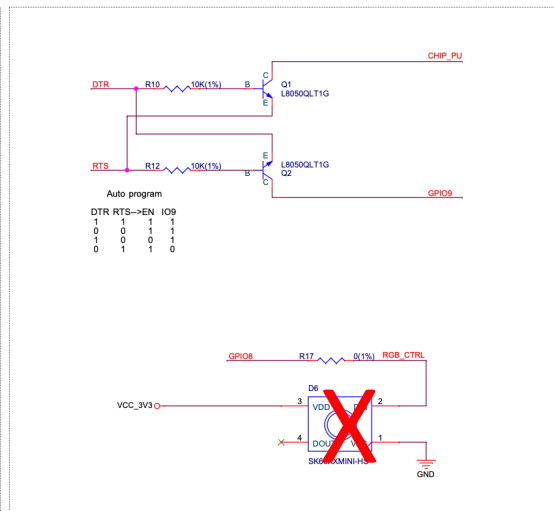 CHIP_PU
C
DTR R10 10K(1%) B Q1
L8050QLT1G
E
E L8050QLT1G
RTS R12 10K(1%) B Q2
C
Auto program
GPIO9
DTR RTS-->EN IO9
1 1 1 1
0 0 1 1
1 0 0 1
0 1 1 0
GPIO8 R17 0(1%) RGB_CTRL
D6
VCC_3V3 3 VDD 2
4 1
GND